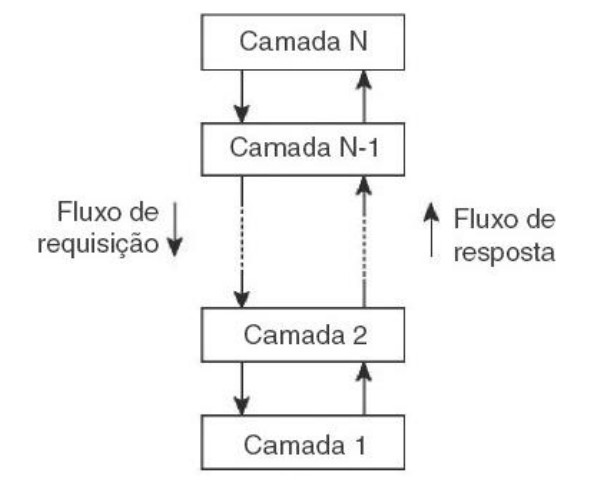 Camada N
Camada N-1
Fluxo de
requisição
Fluxo de
resposta
Camada 2
Camada 1